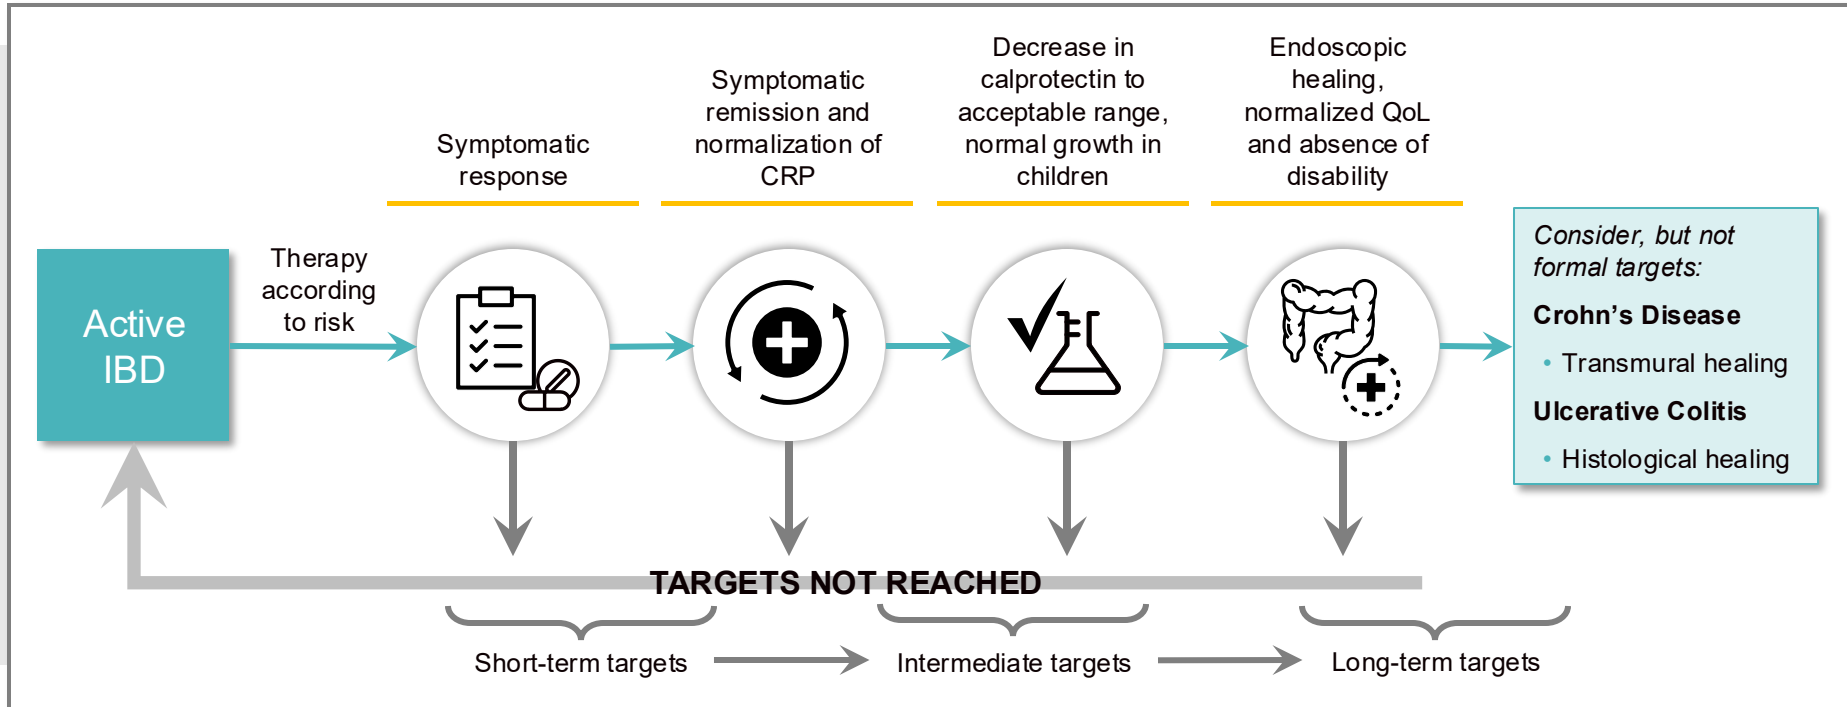 Symptomatic
response
Symptomatic
remission and
normalization of
CRP
Decrease in
calprotectin to
acceptable range,
normal growth in
children
Endoscopic
healing,
normalized QoL
and absence of
disability
Active
IBD
Therapy
according
to risk
Consider, but not
formal targets:
Crohn’s Disease
• Transmural healing
Ulcerative Colitis
• Histological healing
TARGETS NOT REACHED
Short-term targets
Intermediate targets
Long-term targets